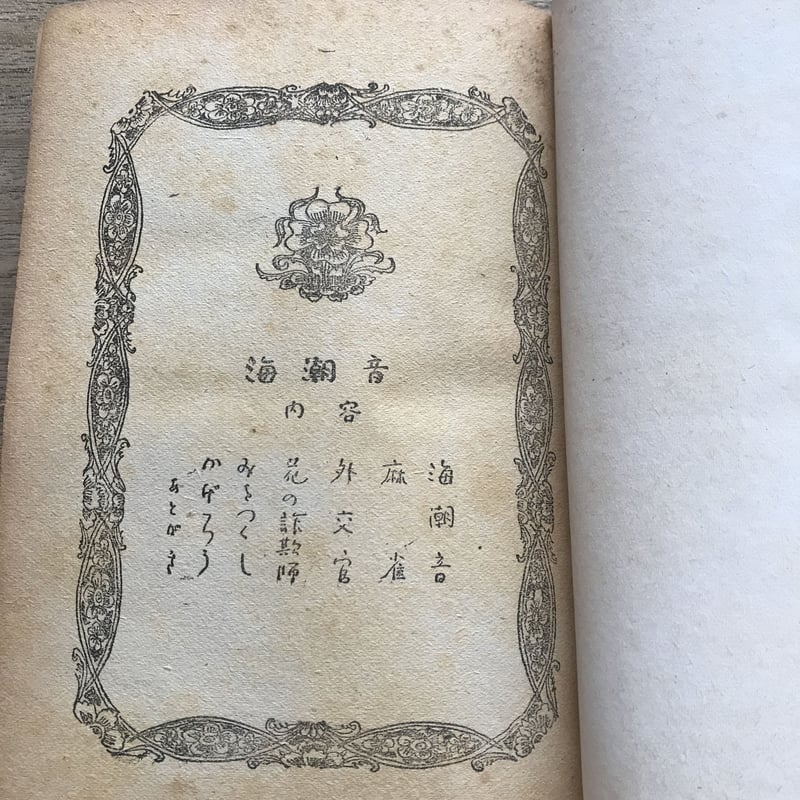 海潮音
内容
海潮音
麻雀
外交官
花の詐欺師
みをつくし
かげろう
あとがき